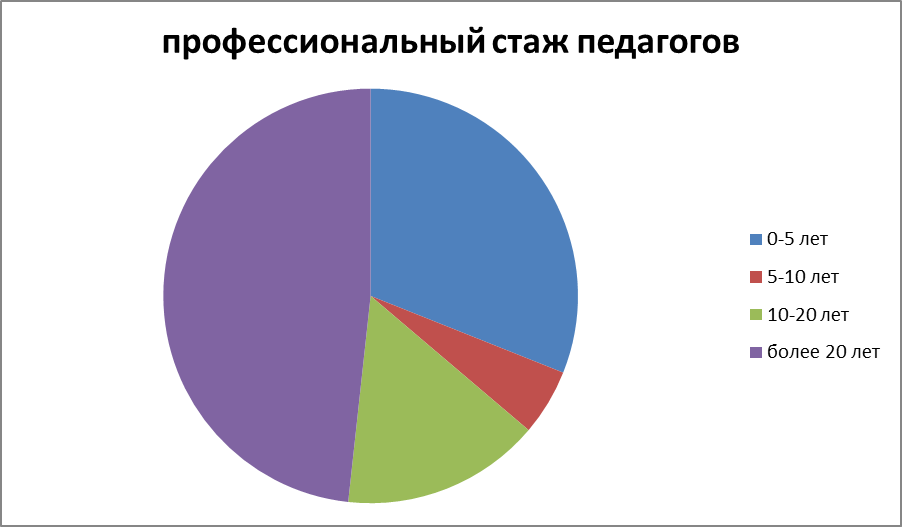 профессиональный стаж педагогов
0-5 лет
5-10 лет
10-20 лет
более 20 лет